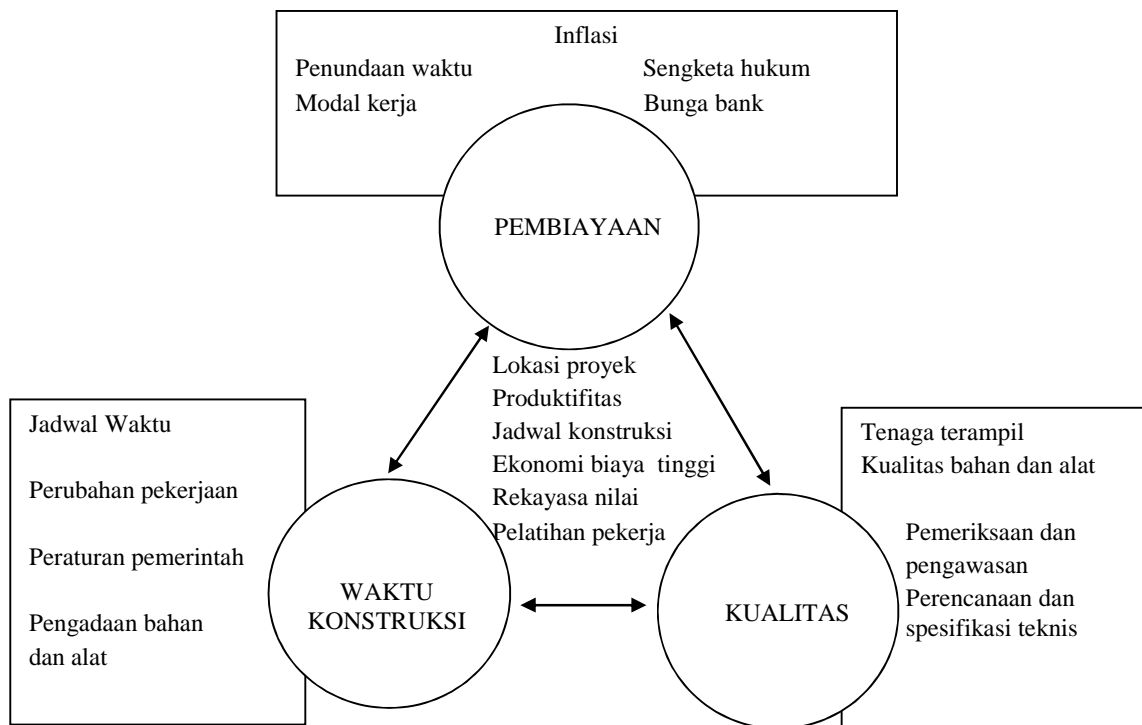 Inflasi
Penundaan waktu
Sengketa hukum
Modal kerja
Bunga bank
PEMBIAYAAN
Lokasi proyek
Produktifitas
Jadwal konstruksi
Ekonomi biaya tinggi
Rekayasa nilai
Pelatihan pekerja
Jadwal Waktu
Perubahan pekerjaan
Peraturan pemerintah
Pengadaan bahan
dan alat
WAKTU
KONSTRUKSI
Tenaga terampil
Kualitas bahan dan alat
Pemeriksaan dan
pengawasan
Perencanaan dan
spesifikasi teknis
KUALITAS